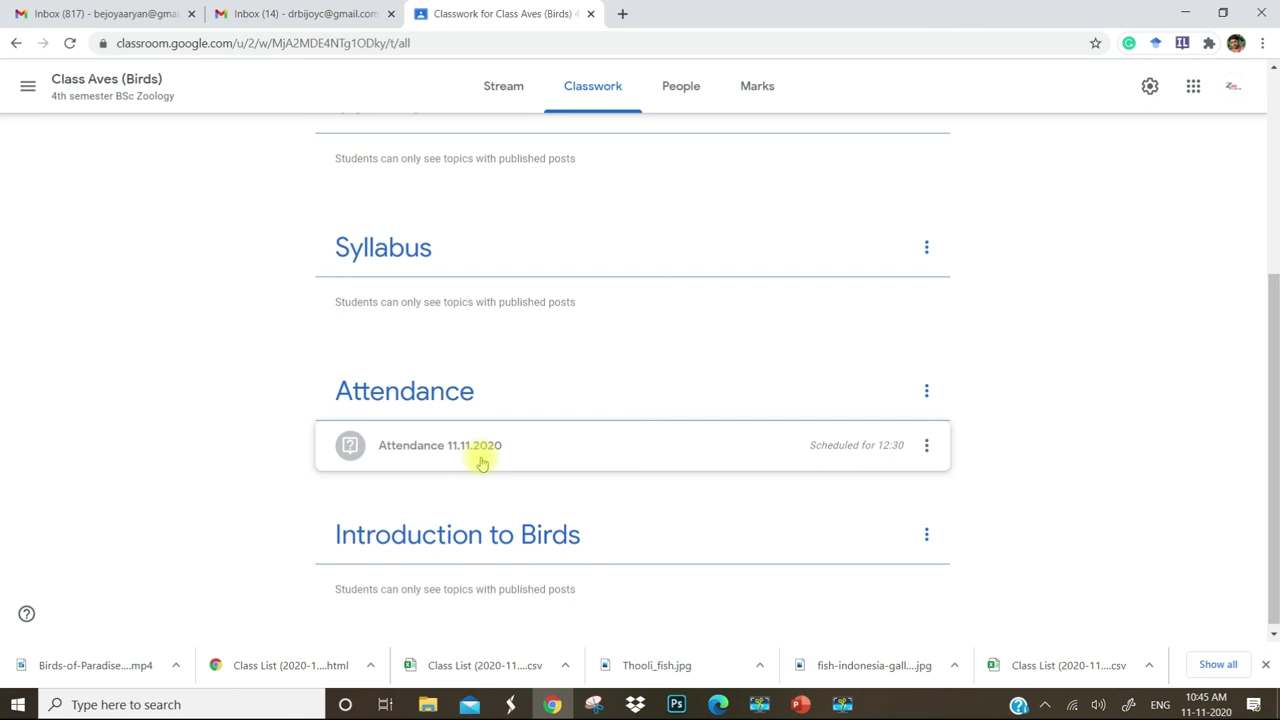 Inbox (817) - bejoyaaryan@gmai
Inbox (14) - drbijoyc@gmail.com
Classwork for Class Aves (Birds) 4
classroom.google.com/u/2/w/MjA2MDE4NTg1ODky/t/all
Class Aves (Birds)
4th semester BSc Zoology
Stream
Classwork
People
Marks
Students can only see topics with published posts
Syllabus
Students can only see topics with published posts
Attendance
Attendance 11.11.2020
Scheduled for 12:30
Introduction to Birds
Students can only see topics with published posts
Birds-of-Paradise....mp4
Class List (2020-1....html
Class List (2020-11....csv
Thooli_fish.jpg
fish-indonesia-gall....jpg
Class List (2020-11....csv
Show all
Type here to search
ENG
10:45 AM
11-11-2020